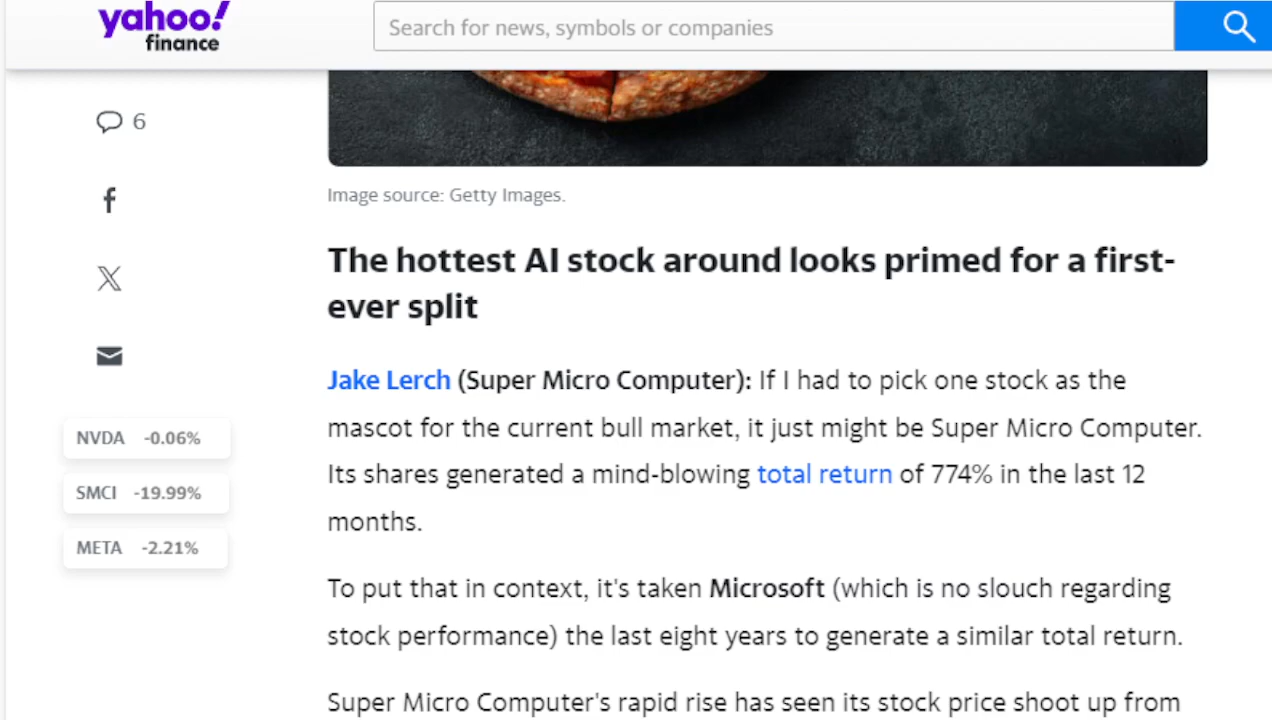 yahoo!
finance
Search for news, symbols or companies
6
Image source: Getty Images.
The hottest AI stock around looks primed for a first-
ever split
Jake Lerch (Super Micro Computer): If I had to pick one stock as the
mascot for the current bull market, it just might be Super Micro Computer.
Its shares generated a mind-blowing total return of 774% in the last 12
months.
NVDA -0.06%
SMCI -19.99%
META -2.21%
To put that in context, it's taken Microsoft (which is no slouch regarding
stock performance) the last eight years to generate a similar total return.
Super Micro Computer's rapid rise has seen its stock price shoot up from